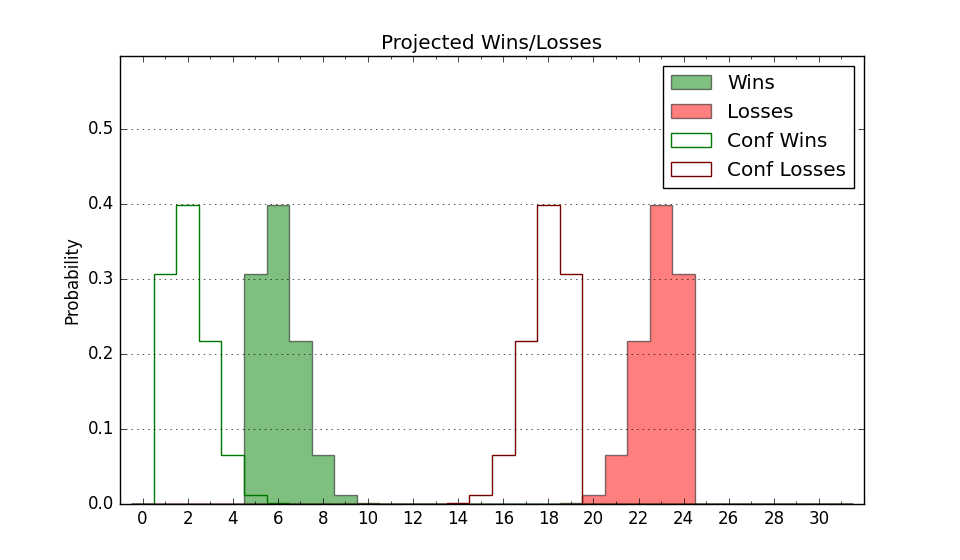 Projected Wins/Losses
Wins
Losses
Conf Wins
Conf Losses
Probability
0.5
0.4
0.3
0.2
0.1
0.0
0 2 4 6 8 10 12 14 16 18 20 22 24 26 28 30